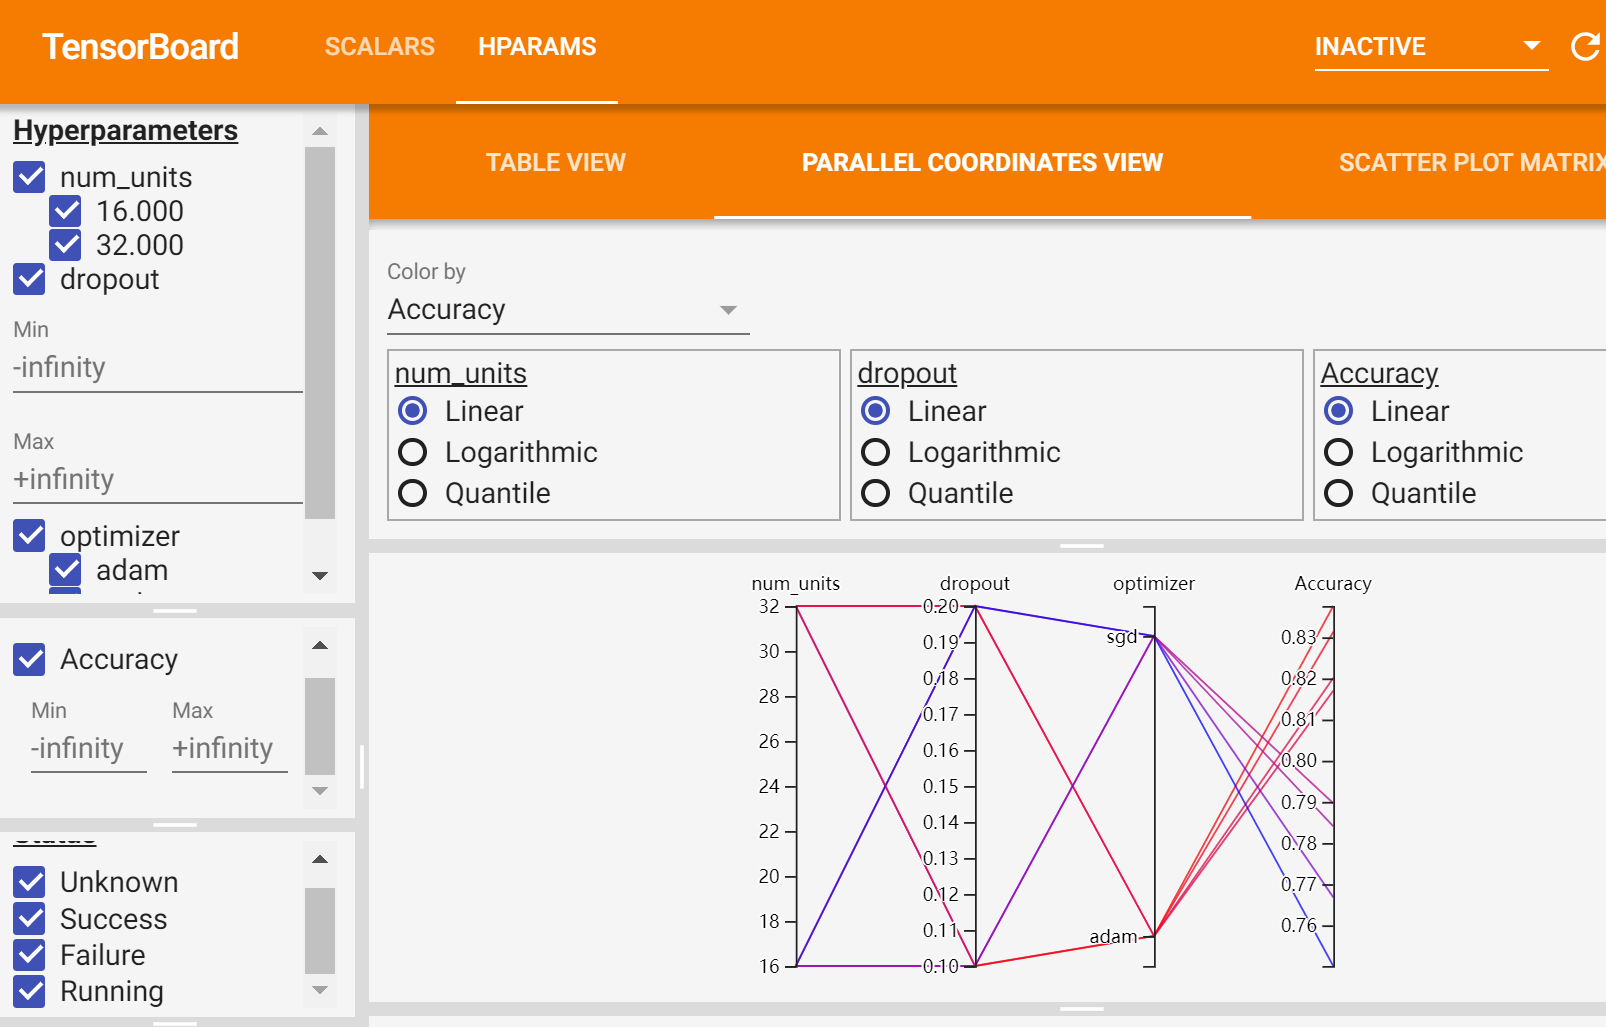 TensorBoard SCALARS HPARAMS INACTIVE
Hyperparameters
num_units
16.000
32.000
dropout
Min
-infinity
Max
+infinity
optimizer
adam
Accuracy
Min Max
-infinity +infinity
Status
Unknown
Success
Failure
Running
TABLE VIEW PARALLEL COORDINATES VIEW SCATTER PLOT MATRIX
Color by
Accuracy
num_units dropout Accuracy
Linear Linear Linear
Logarithmic Logarithmic Logarithmic
Quantile Quantile Quantile
num_units dropout optimizer Accuracy
32
30
28
26
24
22
20
18
16
0.20
0.19
0.18
0.17
0.16
0.15
0.14
0.13
0.12
0.11
0.10
sgd
adam
0.83
0.82
0.81
0.80
0.79
0.78
0.77
0.76